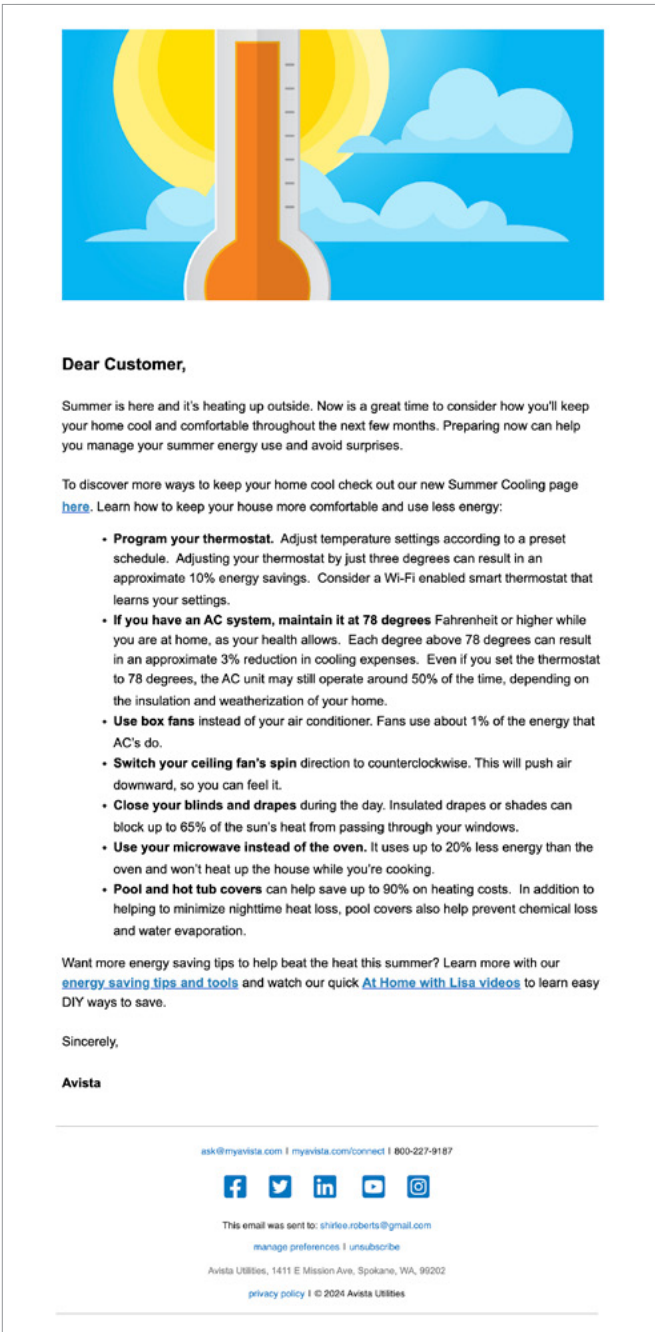 Dear Customer,
Summer is here and it's heating up outside. Now is a great time to consider how you'll keep
your home cool and comfortable throughout the next few months. Preparing now can help
you manage your summer energy use and avoid surprises.
To discover more ways to keep your home cool check out our new Summer Cooling page
here. Learn how to keep your house more comfortable and use less energy:
• Program your thermostat.  Adjust temperature settings according to a preset
schedule.  Adjusting your thermostat by just three degrees can result in an
approximate 10% energy savings.  Consider a Wi-Fi enabled smart thermostat that
learns your settings.
• If you have an AC system, maintain it at 78 degrees Fahrenheit or higher while
you are at home, as your health allows.  Each degree above 78 degrees can result
in an approximate 3% reduction in cooling expenses.  Even if you set the thermostat
to 78 degrees, the AC unit may still operate around 50% of the time, depending on
the insulation and weatherization of your home.
• Use box fans instead of your air conditioner. Fans use about 1% of the energy that
AC's do.
• Switch your ceiling fan's spin direction to counterclockwise. This will push air
downward, so you can feel it.
• Close your blinds and drapes during the day. Insulated drapes or shades can
block up to 65% of the sun's heat from passing through your windows.
• Use your microwave instead of the oven. It uses up to 20% less energy than the
oven and won't heat up the house while you're cooking.
• Pool and hot tub covers can help save up to 90% on heating costs.  In addition to
helping to minimize nighttime heat loss, pool covers also help prevent chemical loss
and water evaporation.
Want more energy saving tips to help beat the heat this summer? Learn more with our
energy saving tips and tools and watch our quick At Home with Lisa videos to learn easy
DIY ways to save.
Sincerely,
Avista
ask@myavista.com | myavista.com/connect | 800-227-9187
This email was sent to: shirlee.roberts@gmail.com
manage preferences | unsubscribe
Avista Utilities, 1411 E Mission Ave, Spokane, WA, 99202
privacy policy | © 2024 Avista Utilities